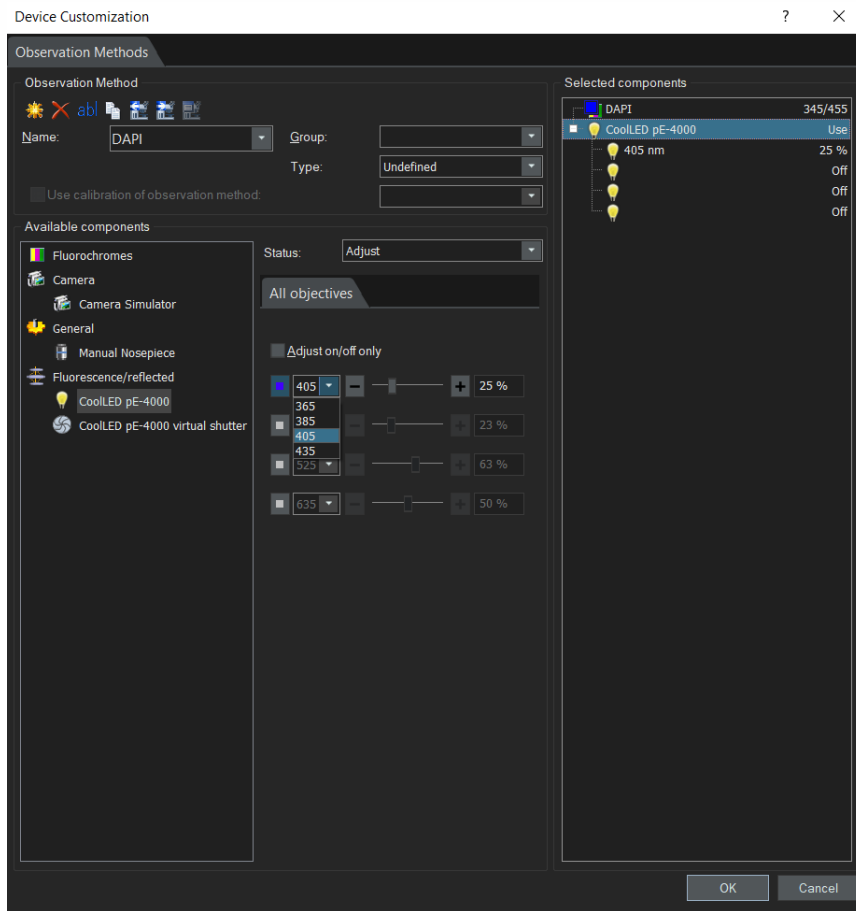 Device Customization
?
Observation Methods
Observation Method
abl
Name:
DAPI
Group:
Type:
Undefined
Use calibration of observation method:
Available components
Fluorochromes
Camera
Camera Simulator
General
Manual Nosepiece
Fluorescence/reflected
CoolLED pE-4000
CoolLED pE-4000 virtual shutter
Status:
Adjust
All objectives
Adjust on/off only
405
25 %
365
385
405
435
23 %
525
63 %
635
50 %
Selected components
DAPI 345/455
CoolLED pE-4000 Use
405 nm 25 %
Off
Off
Off
OK
Cancel